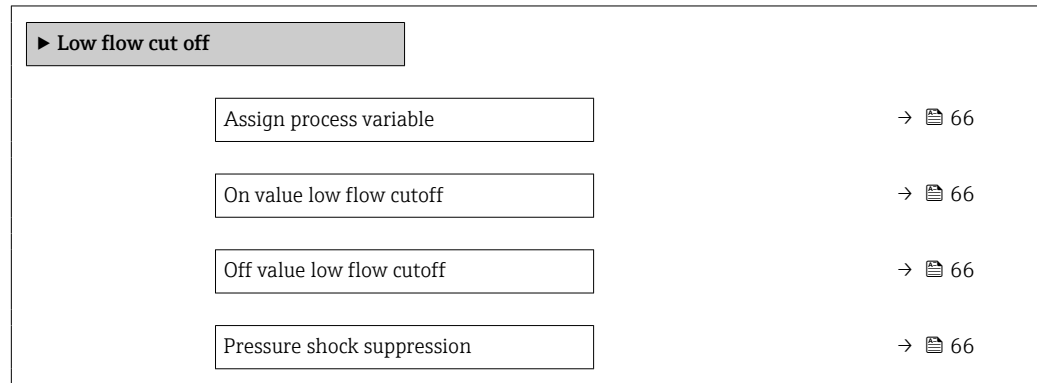 ▶ Low flow cut off
Assign process variable → 66
On value low flow cutoff → 66
Off value low flow cutoff → 66
Pressure shock suppression → 66